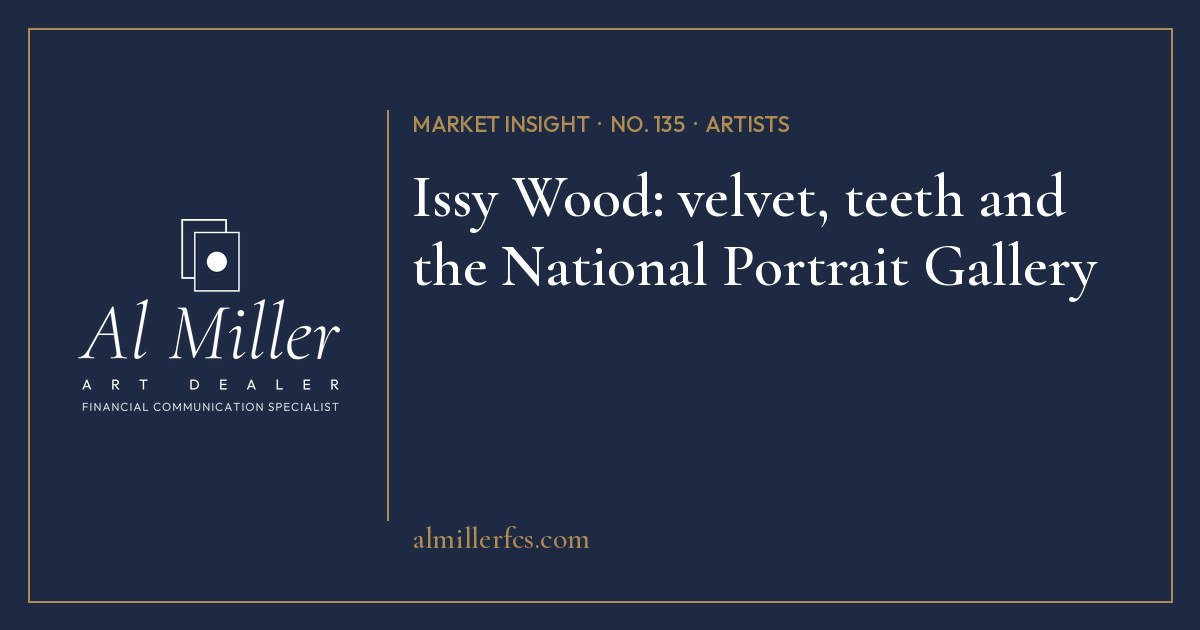 MARKET INSIGHT · NO. 135 · ARTISTS
Issy Wood: velvet, teeth and
the National Portrait Gallery
Al Miller
ART DEALER
FINANCIAL COMMUNICATION SPECIALIST
almillerfcs.com